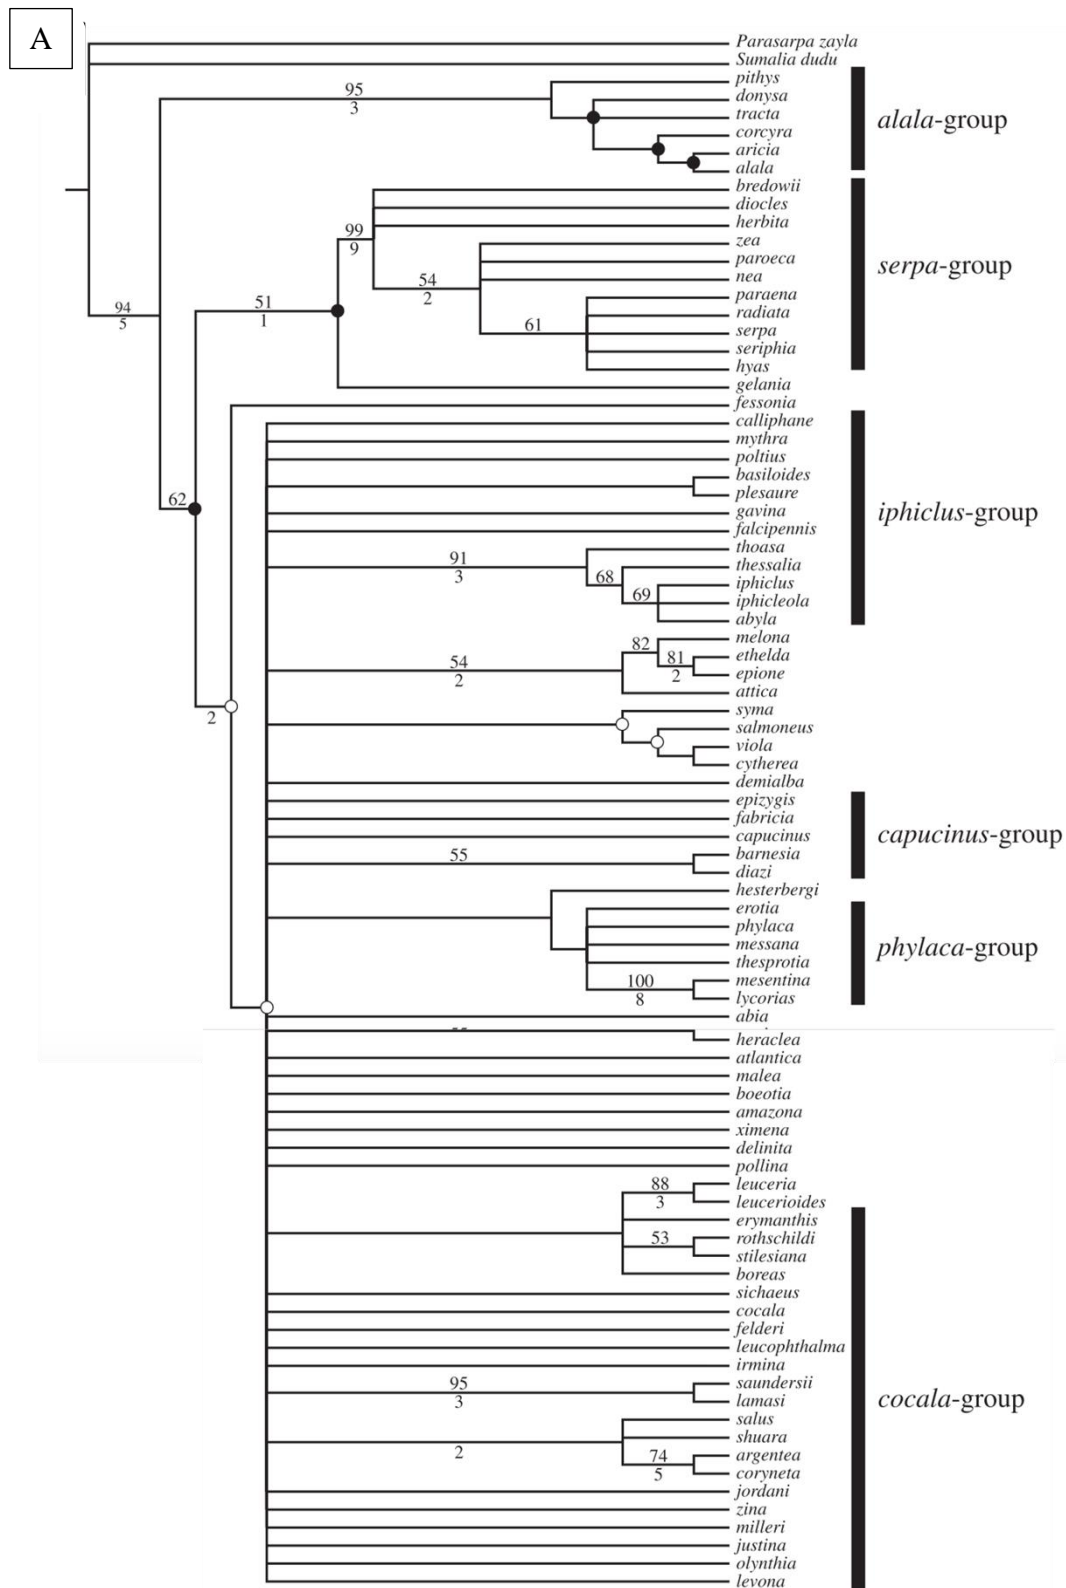 A
Parasarpa zayla
Sumalia dudu
pithys
95
3
donysa
tracta
alala-group
corcyra
aricia
alala
bredowii
diocles
herbita
99
9
zea
paroeca
serpa-group
nea
54
2
paraena
51
1
94
5
radiata
61
serpa
seriphia
hyas
gelania
fessonia
calliphane
mythra
poltius
basiloides
plesaure
62
gavina
iphiclus-group
falcipennis
thoasa
91
3
thessalia
68
iphiclus
69
iphicleola
abyla
melona
82
ethelda
81
2
54
2
epione
attica
syma
2
salmoneus
viola
cytherea
demialba
epizygis
fabricia
capucinus
capucinus-group
55
barnesia
diazi
hesterbergi
erotia
phylaca
messana
phylaca-group
thesprotia
mesentina
100
8
lycorias
abia
heraclea
atlantica
malea
boeotia
amazona
ximena
delinita
pollina
leuceria
88
3
leucerioides
erymanthis
rothschildi
53
stilesiana
boreas
sichaeus
cocala
felderi
leucophthalma
irmina
saundersii
95
3
lamasi
cocala-group
salus
shuara
argentea
74
5
2
coryneta
jordani
zina
milleri
justina
olynthia
levona